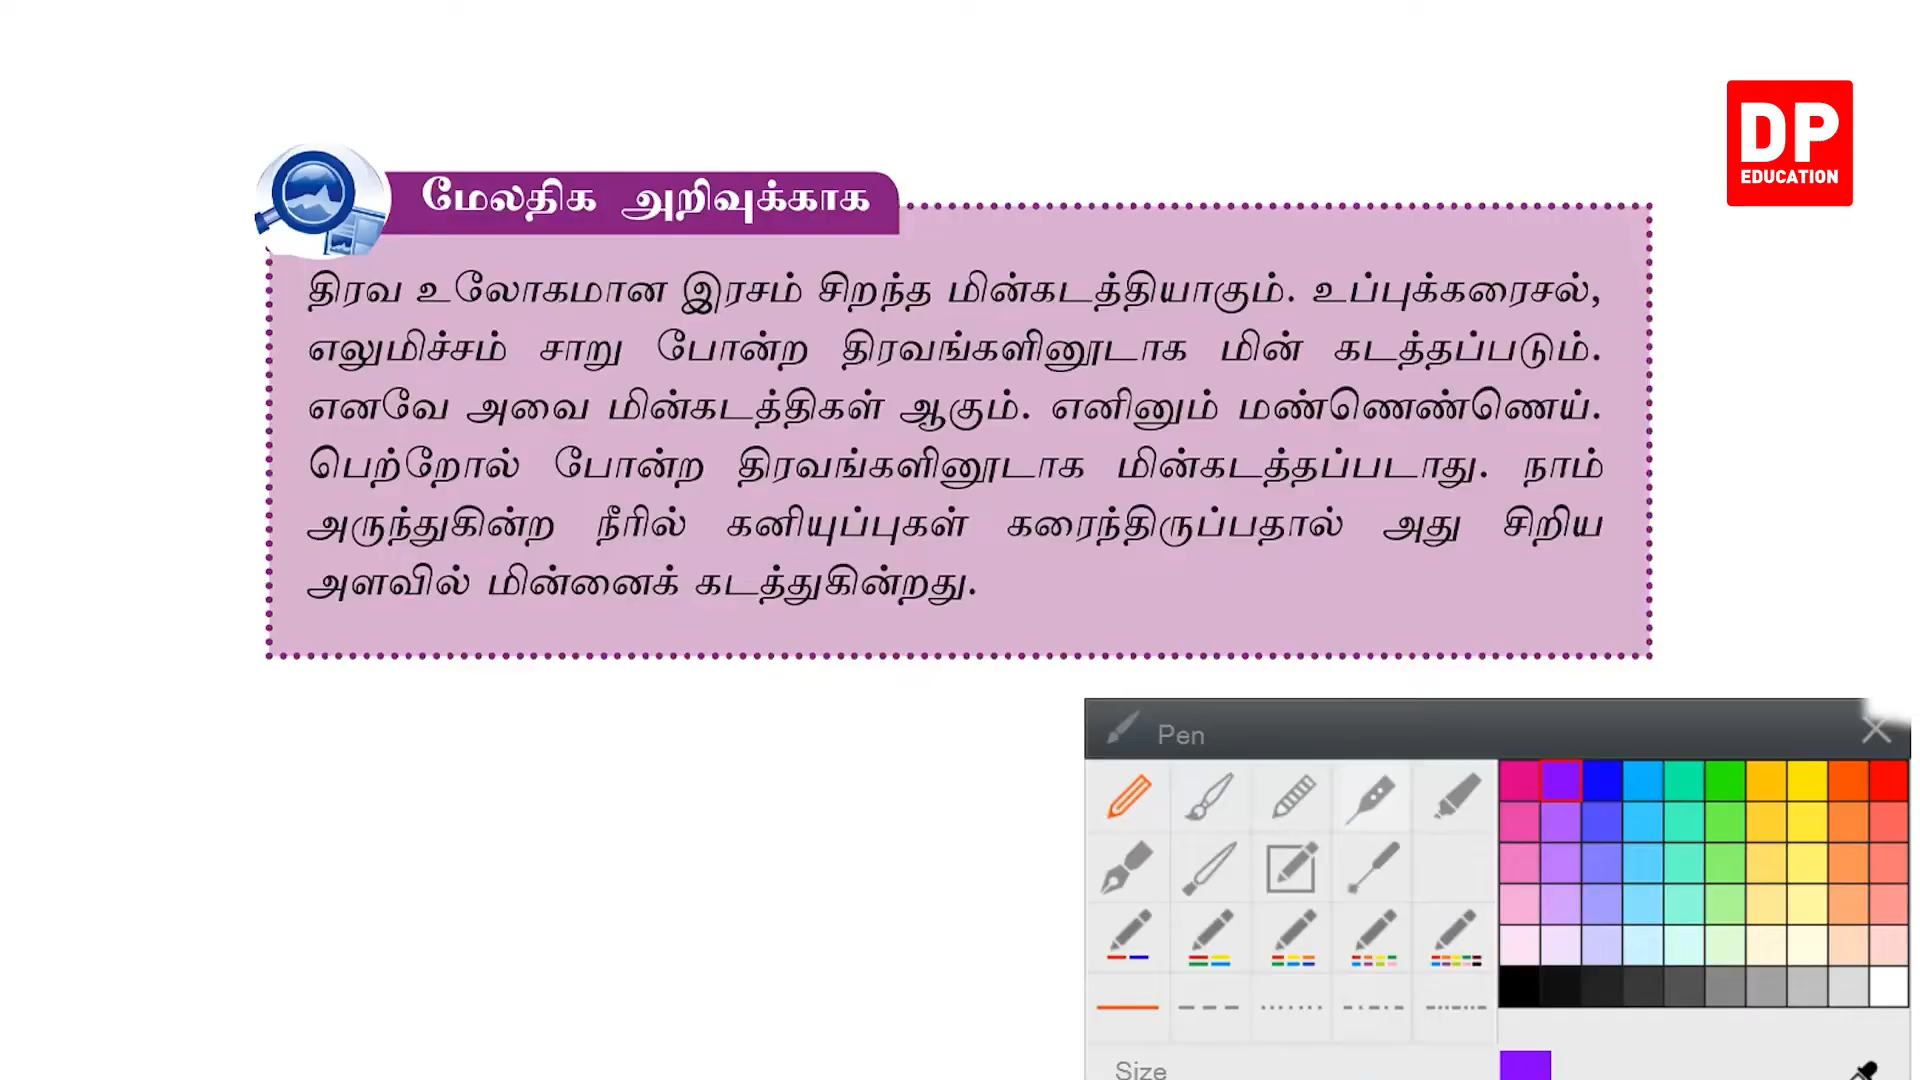 DP
EDUCATION
மேலதிக அறிவுக்காக
திரவ உலோகமான இரசம் சிறந்த மின்கடத்தியாகும். உப்புக்கரைசல்,
எலுமிச்சம் சாறு போன்ற திரவங்களினூடாக மின் கடத்தப்படும்.
எனவே அவை மின்கடத்திகள் ஆகும். எனினும் மண்ணெண்ணெய்.
பெற்றோல் போன்ற திரவங்களினூடாக மின்கடத்தப்படாது. நாம்
அருந்துகின்ற நீரில் கனியுப்புகள் கரைந்திருப்பதால் அது சிறிய
அளவில் மின்னைக் கடத்துகின்றது.
Pen
Size